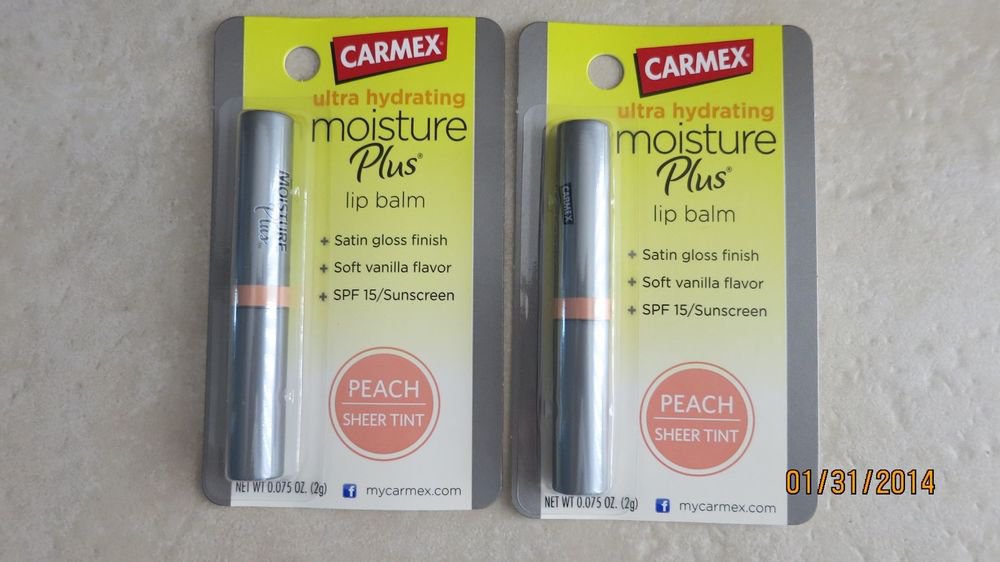 CARMEX®
ultra hydrating
moisture
Plus®
lip balm
+ Satin gloss finish
+ Soft vanilla flavor
+ SPF 15/Sunscreen
PEACH
SHEER TINT
MOISTURE
Plus
NET WT 0.075 OZ. (2g)
mycarmex.com
CARMEX®
ultra hydrating
moisture
Plus®
lip balm
+ Satin gloss finish
+ Soft vanilla flavor
+ SPF 15/Sunscreen
PEACH
SHEER TINT
CARMEX
NET WT 0.075 OZ. (2g)
f mycarmex.com
01/31/2014